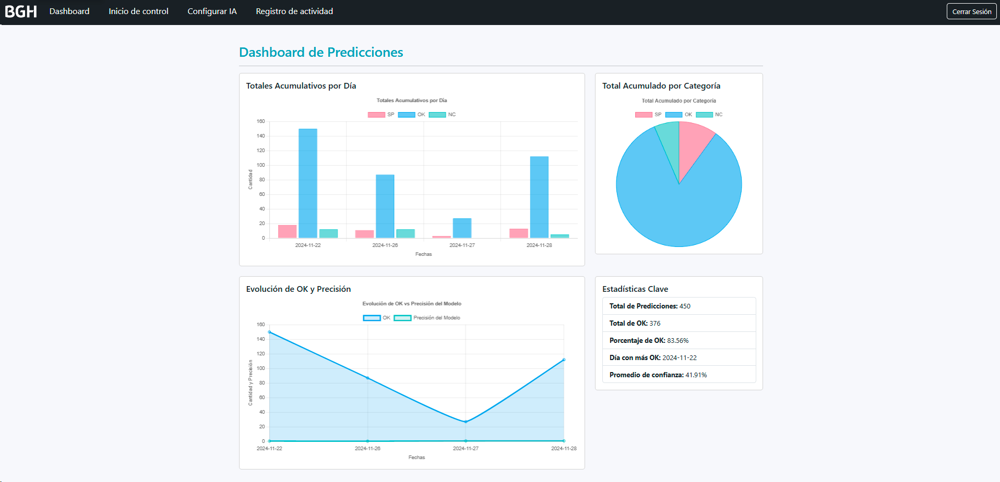 BGH Dashboard Inicio de control Configurar IA Registro de actividad Cerrar Sesión
Dashboard de Predicciones
Totales Acumulativos por Día
Totales Acumulativos por Día
SP OK NC
160
140
120
100
80
60
40
20
0
Cantidad
2024-11-22 2024-11-26 2024-11-27 2024-11-28
Fechas
Total Acumulado por Categoría
Total Acumulado por Categoría
SP OK NC
Evolución de OK y Precisión
Evolución de OK vs Precisión del Modelo
OK Precisión del Modelo
160
140
120
100
80
60
40
20
0
Cantidad y Precisión
2024-11-22 2024-11-26 2024-11-27 2024-11-28
Fechas
Estadísticas Clave
Total de Predicciones: 450
Total de OK: 376
Porcentaje de OK: 83.56%
Día con más OK: 2024-11-22
Promedio de confianza: 41.91%